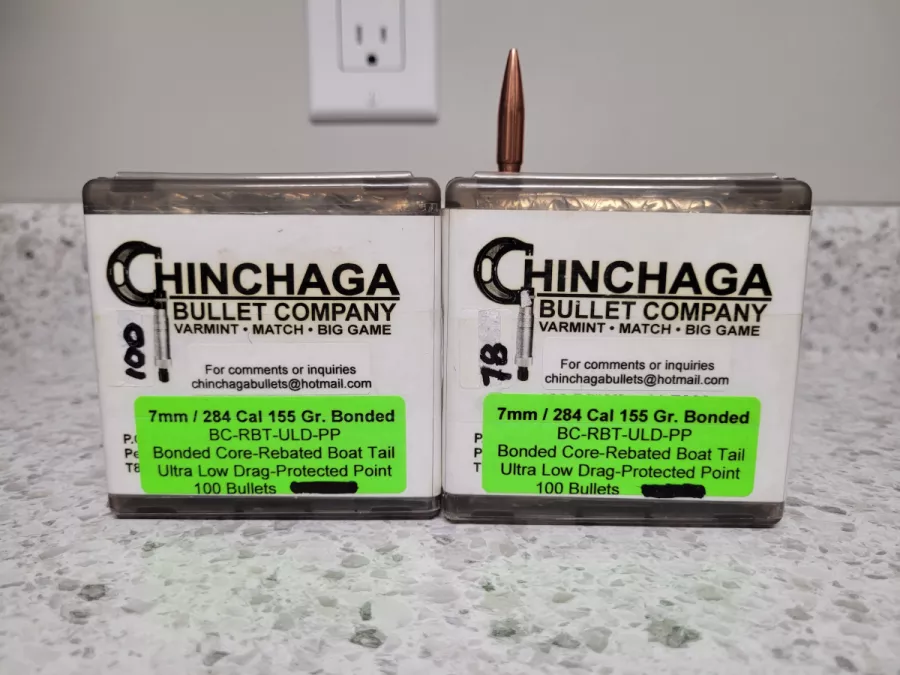 CHINCHAGA
BULLET COMPANY
VARMINT • MATCH • BIG GAME
100
For comments or inquiries
chinchagabullets@hotmail.com
7mm / 284 Cal 155 Gr. Bonded
BC-RBT-ULD-PP
Bonded Core-Rebated Boat Tail
Ultra Low Drag-Protected Point
100 Bullets
P.
Pe
T8
CHINCHAGA
BULLET COMPANY
VARMINT • MATCH • BIG GAME
78
For comments or inquiries
chinchagabullets@hotmail.com
7mm / 284 Cal 155 Gr. Bonded
BC-RBT-ULD-PP
Bonded Core-Rebated Boat Tail
Ultra Low Drag-Protected Point
100 Bullets
P
P
T